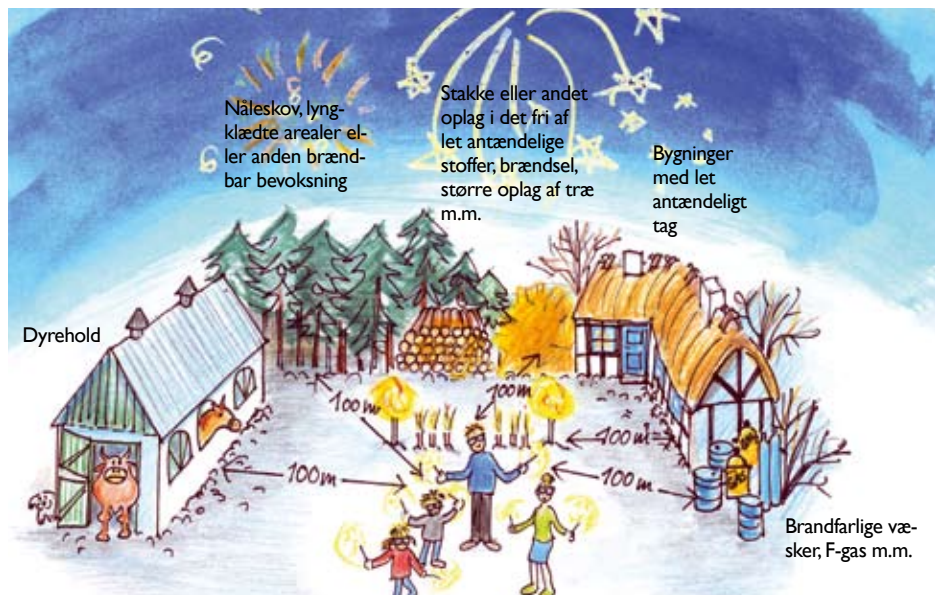 Nåleskov, lyng-
klædte arealer el-
ler anden brænd-
bar bevoksning
Stakke eller andet
oplag i det fri af
let antændelige
stoffer, brændsel,
større oplag af træ
m.m.
Bygninger
med let
antændeligt
tag
Dyrehold
100m
100m
100m
100m
100m
Brandfarlige væ-
sker, F-gas m.m.